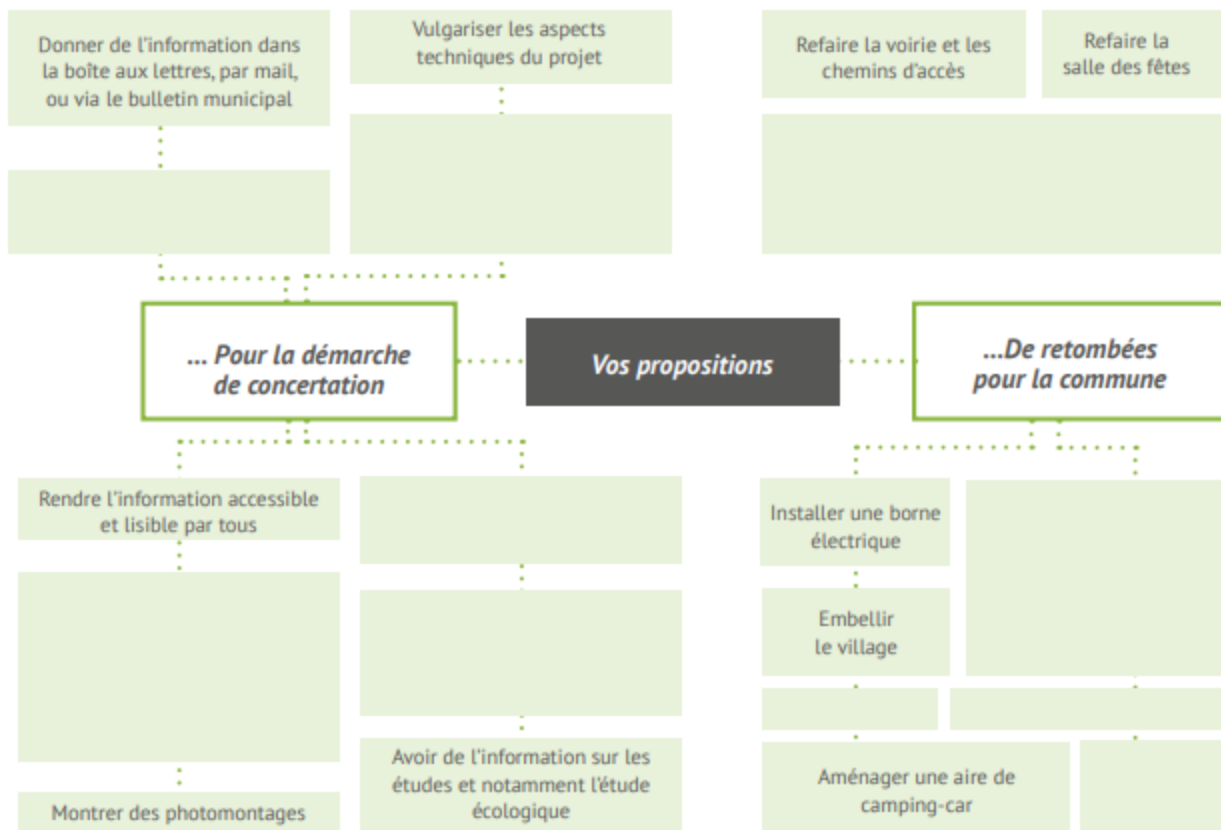 Donner de l'information dans
la boîte aux lettres, par mail,
ou via le bulletin municipal
Vulgariser les aspects
techniques du projet
Refaire la voirie et les
chemins d'accès
Refaire la
salle des fêtes
... Pour la démarche
de concertation
Vos propositions
...De retombées
pour la commune
Rendre l'information accessible
et lisible par tous
Montrer des photomontages
Avoir de l'information sur les
études et notamment l'étude
écologique
Installer une borne
électrique
Embellir
le village
Aménager une aire de
camping-car